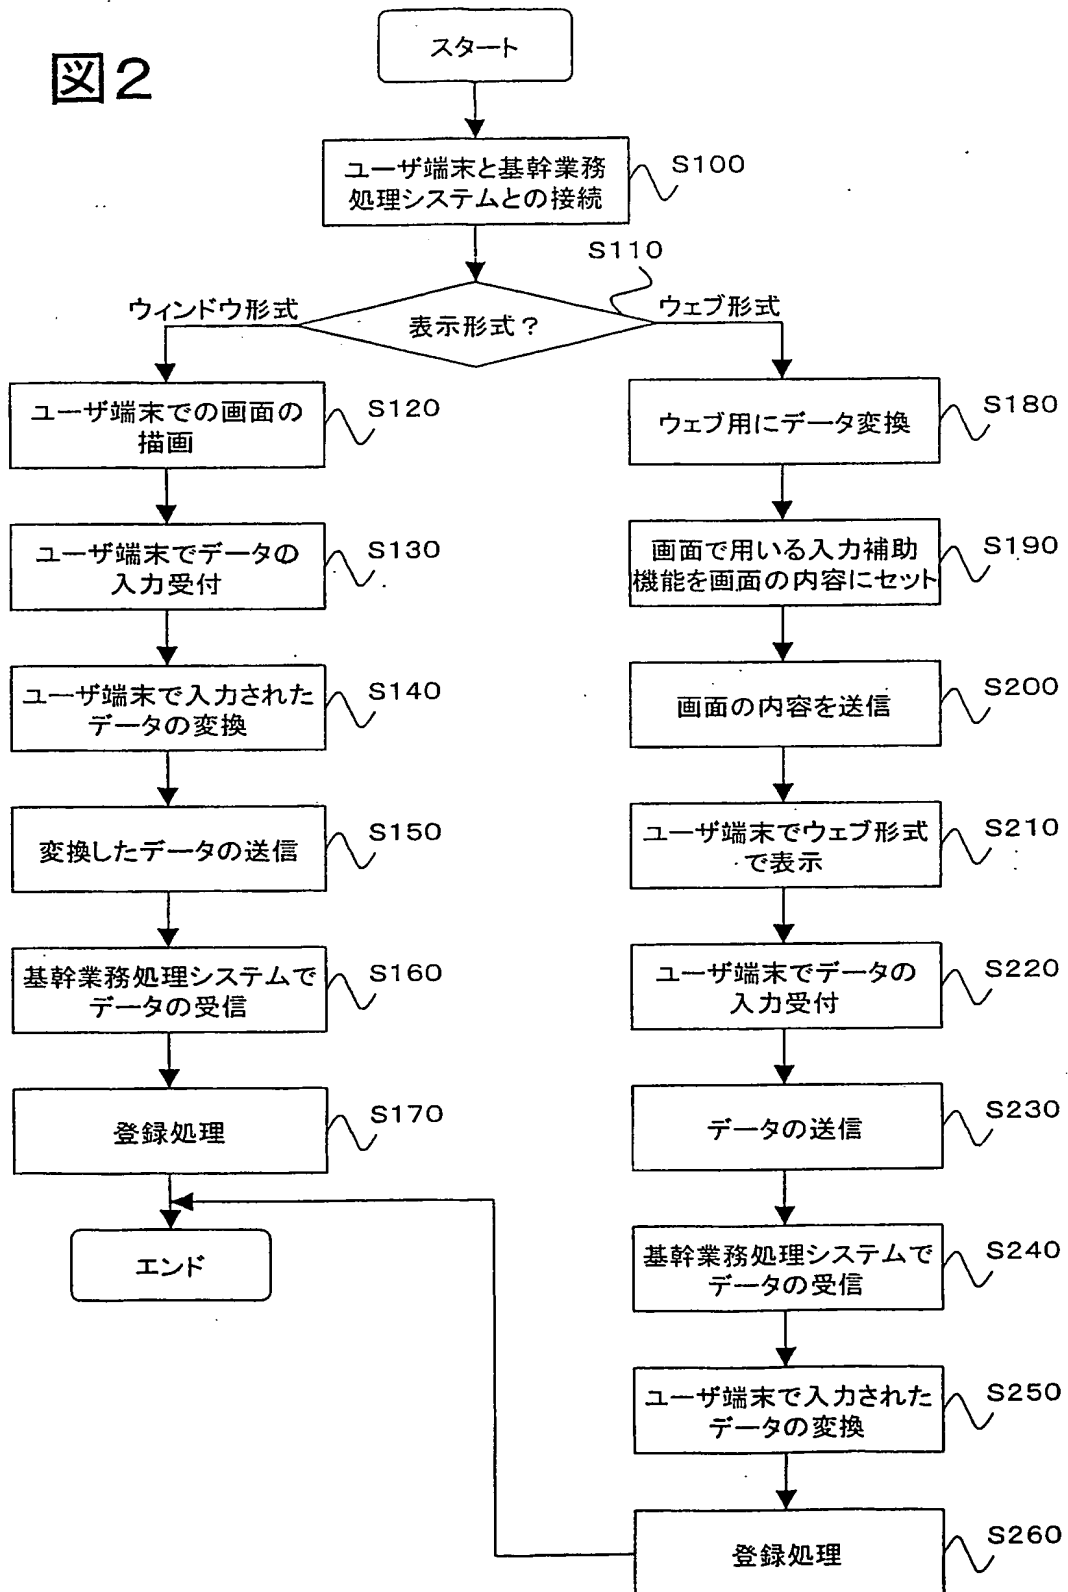 図2
スタート
ユーザ端末と基幹業務
処理システムとの接続
S100
S110
ウィンドウ形式
表示形式？
ウェブ形式
ユーザ端末での画面の
描画
S120
ユーザ端末でデータの
入力受付
S130
ユーザ端末で入力された
データの変換
S140
変換したデータの送信
S150
基幹業務処理システムで
データの受信
S160
登録処理
S170
エンド
ウェブ用にデータ変換
S180
画面で用いる入力補助
機能を画面の内容にセット
S190
画面の内容を送信
S200
ユーザ端末でウェブ形式
で表示
S210
ユーザ端末でデータの
入力受付
S220
データの送信
S230
基幹業務処理システムで
データの受信
S240
ユーザ端末で入力された
データの変換
S250
登録処理
S260